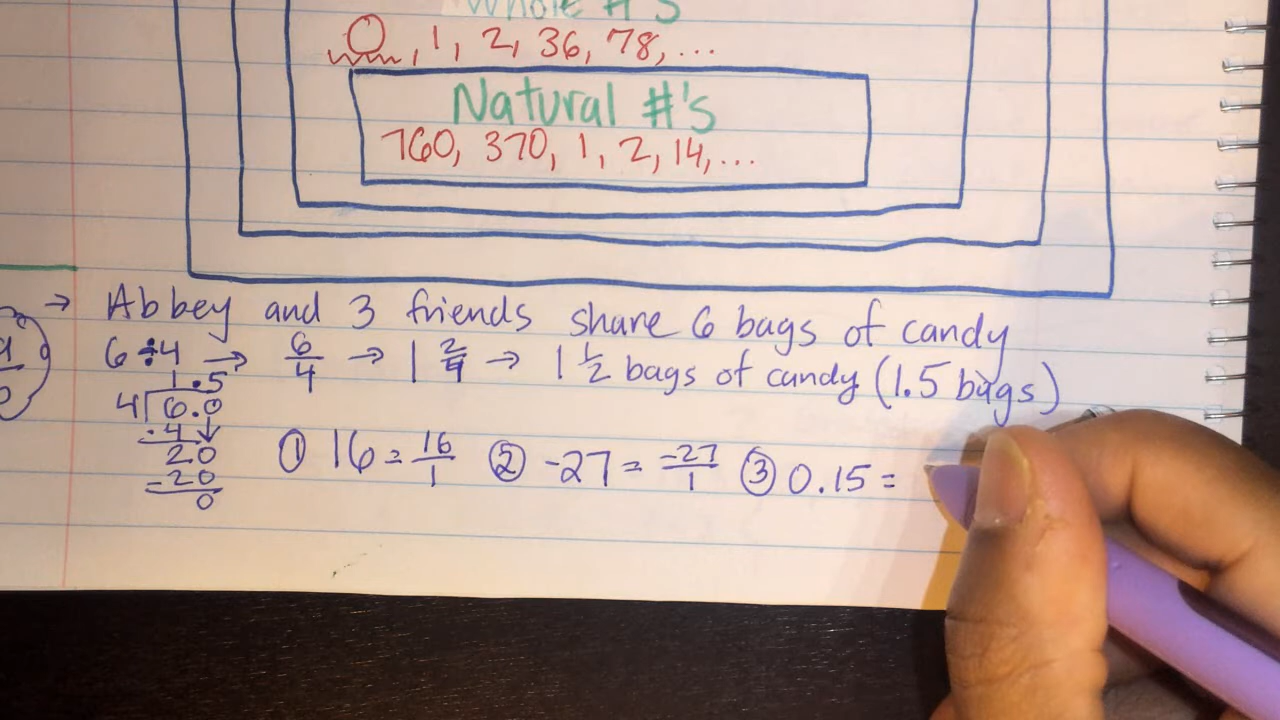 Whole #'s
0, 1, 2, 36, 78, ...
Natural #'s
760, 370, 1, 2, 14, ...
→ Abbey and 3 friends share 6 bags of candy
6 ÷ 4 → 6/4 → 1 2/4 → 1 1/2 bags of candy (1.5 bags)
1.5
4 6.0
-4
20
-20
0
① 16 = 16/1 ② -27 = -27/1 ③ 0.15 =